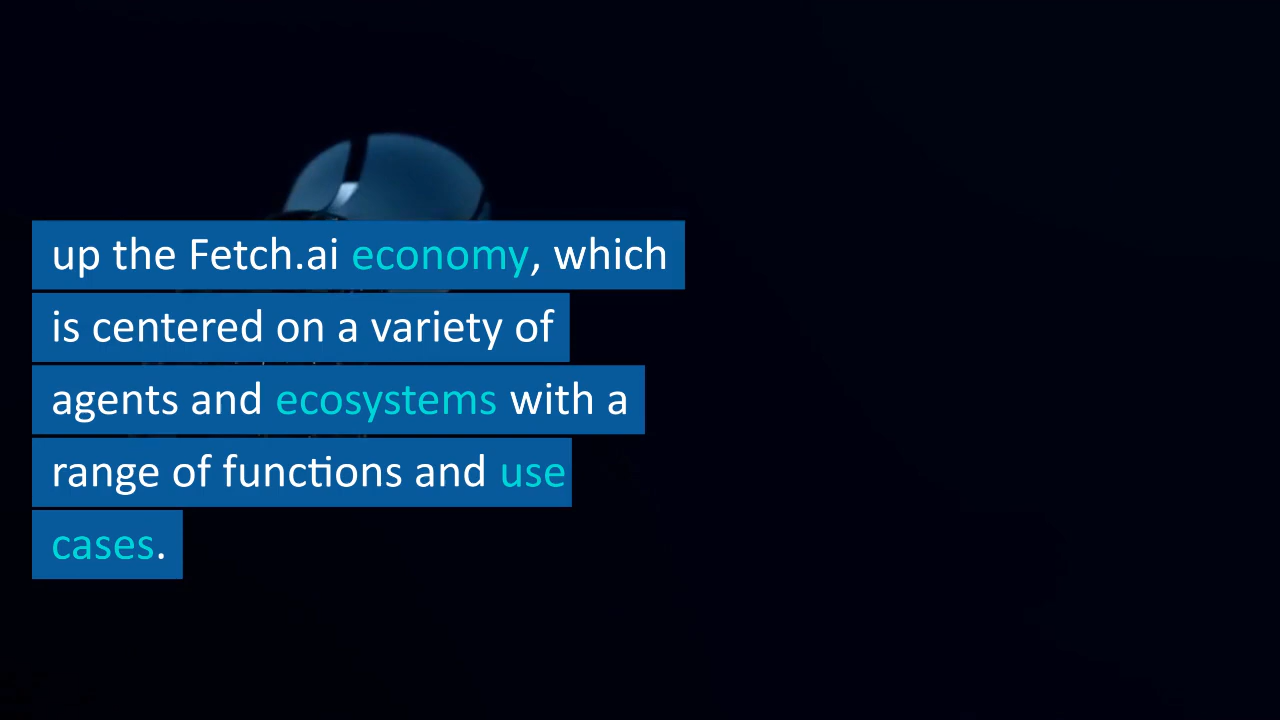 up the Fetch.ai economy, which
is centered on a variety of
agents and ecosystems with a
range of functions and use
cases.